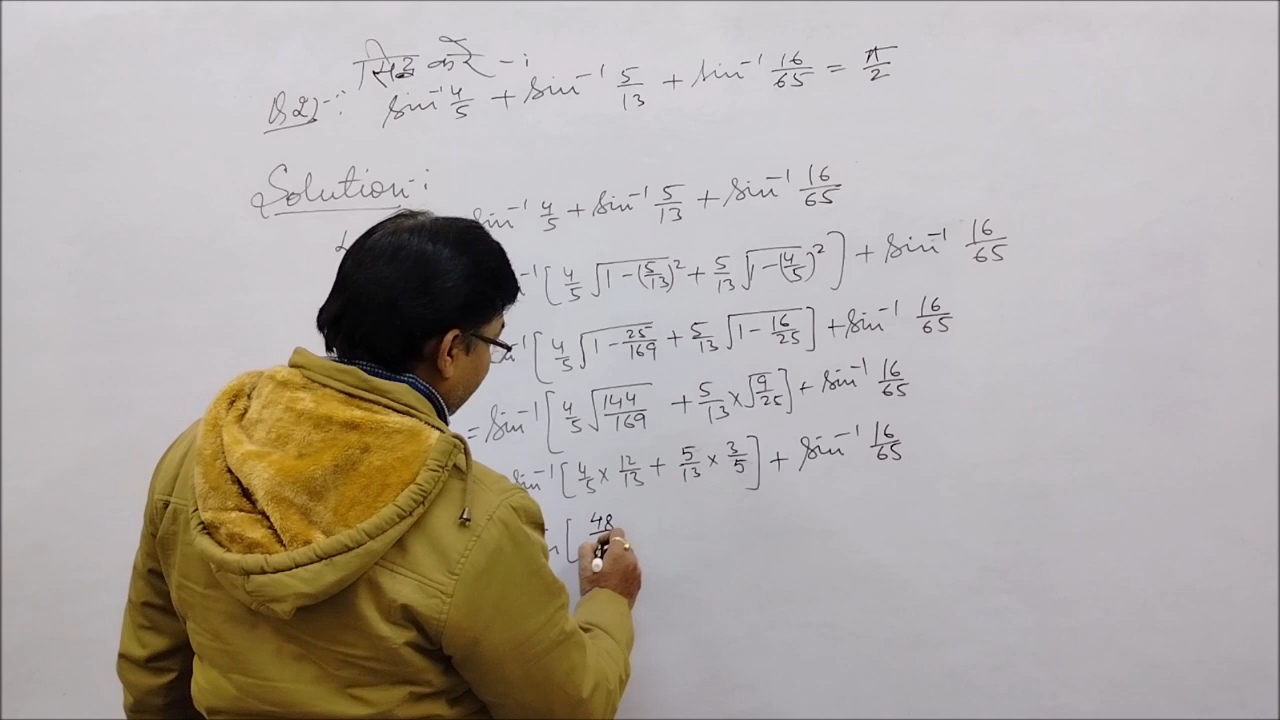 सिद्ध करें -:
Q2) -: sin⁻¹ 4/5 + sin⁻¹ 5/13 + sin⁻¹ 16/65 = π/2
Solution -:
sin⁻¹ 4/5 + sin⁻¹ 5/13 + sin⁻¹ 16/65
⁻¹ [ 4/5 √(1-(5/13)²) + 5/13 √(1-(4/5)²) ] + sin⁻¹ 16/65
⁻¹ [ 4/5 √(1 - 25/169) + 5/13 √(1 - 16/25) ] + sin⁻¹ 16/65
= sin⁻¹ [ 4/5 √(144/169) + 5/13 × √(9/25) ] + sin⁻¹ 16/65
sin⁻¹ [ 4/5 × 12/13 + 5/13 × 3/5 ] + sin⁻¹ 16/65
[ 48